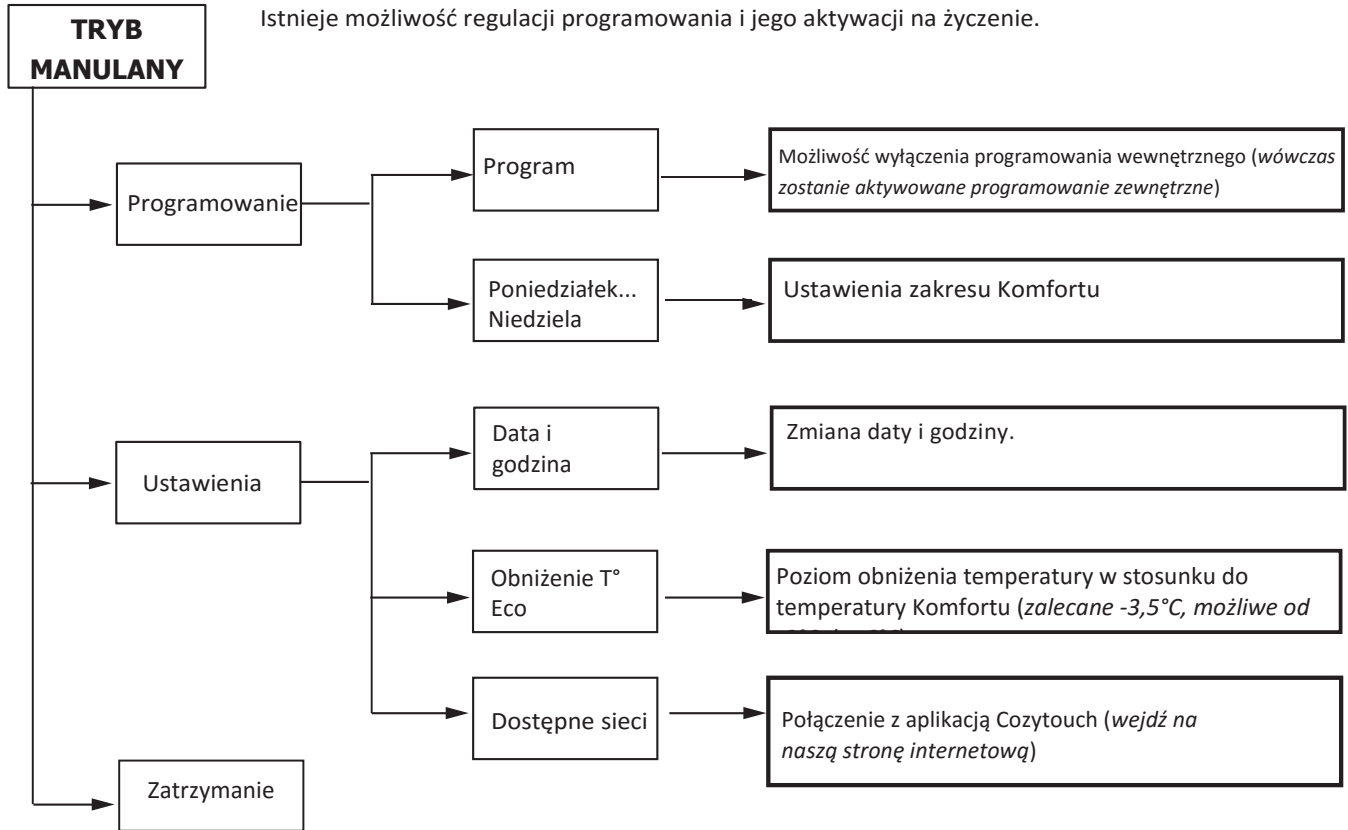 TRYB
MANULANY
Istnieje możliwość regulacji programowania i jego aktywacji na życzenie.
Programowanie
Program
Możliwość wyłączenia programowania wewnętrznego (wówczas
zostanie aktywowane programowanie zewnętrzne)
Poniedziałek...
Niedziela
Ustawienia zakresu Komfortu
Ustawienia
Data i
godzina
Zmiana daty i godziny.
Obniżenie T°
Eco
Poziom obniżenia temperatury w stosunku do
temperatury Komfortu (zalecane -3,5°C, możliwe od
Dostępne sieci
Połączenie z aplikacją Cozytouch (wejdź na
naszą stronę internetową)
Zatrzymanie